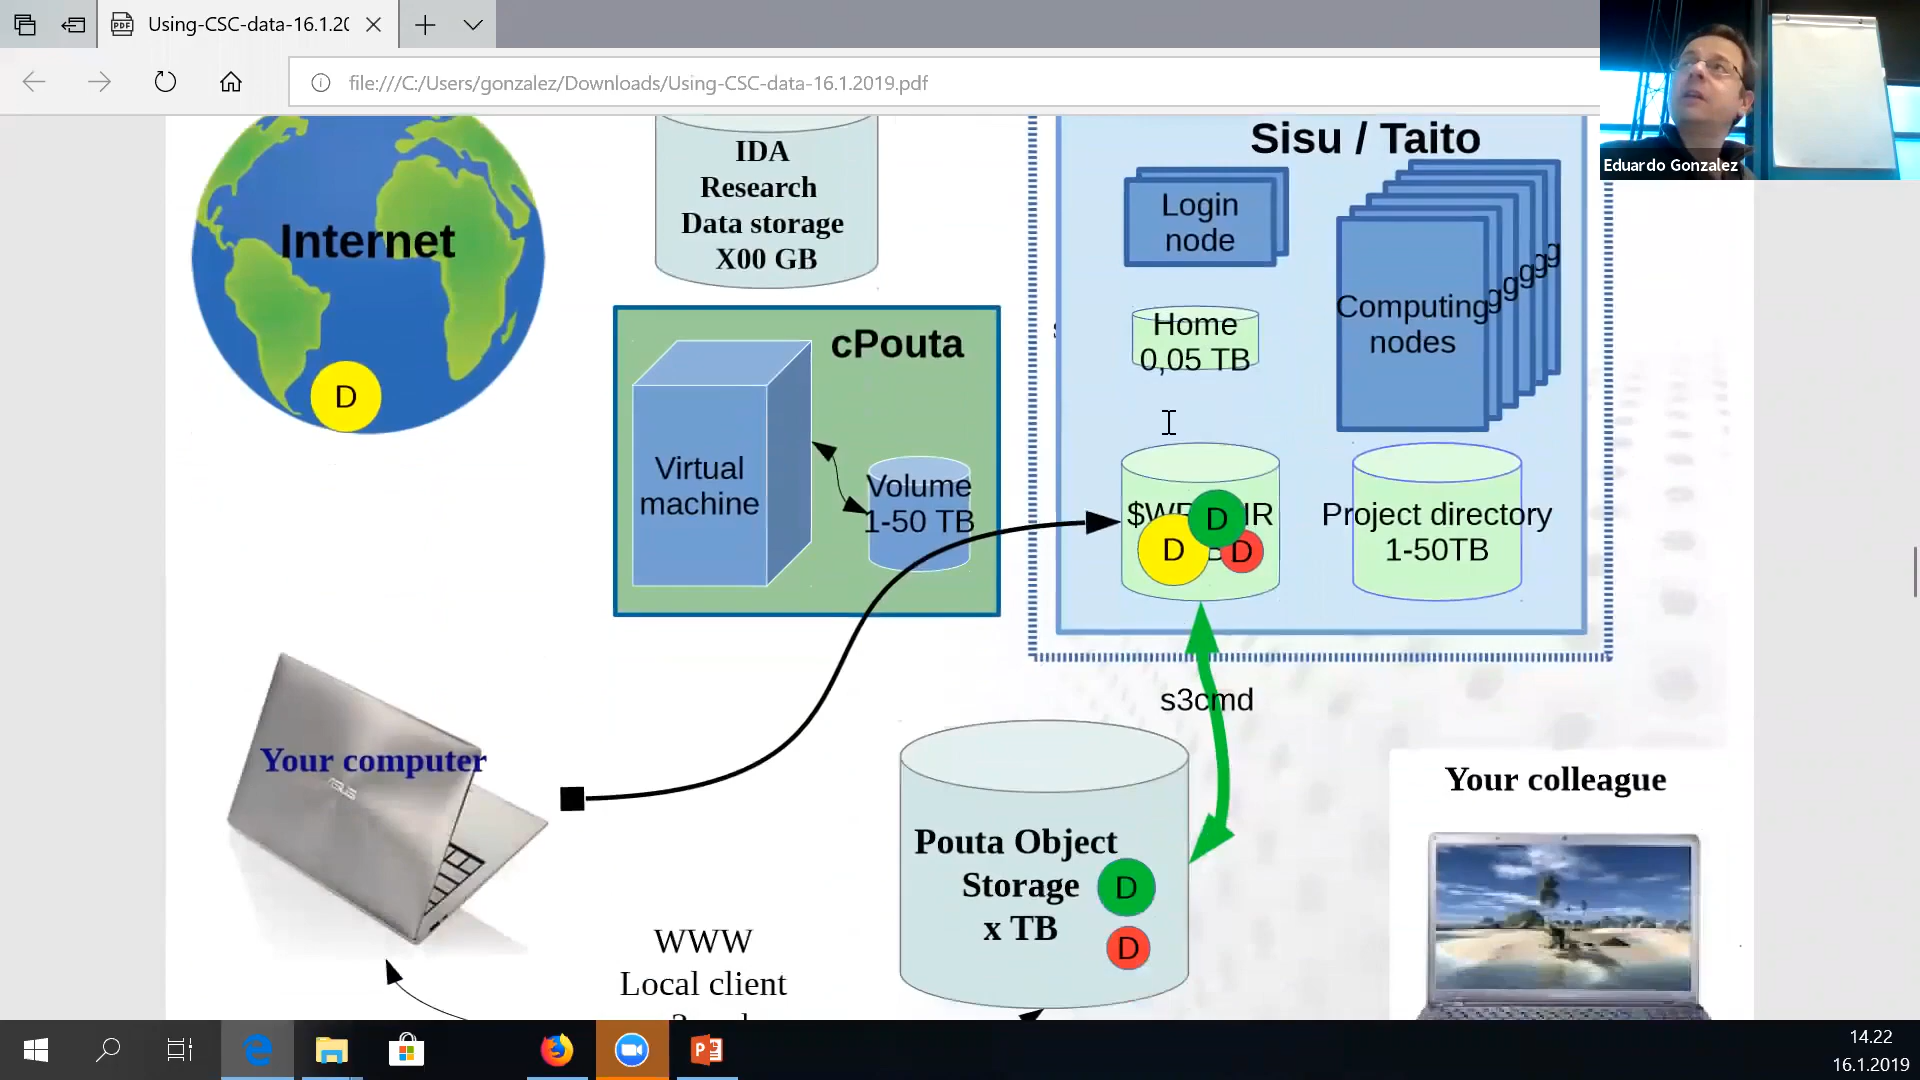 Using-CSC-data-16.1.20
file:///C:/Users/gonzalez/Downloads/Using-CSC-data-16.1.2019.pdf
Eduardo Gonzalez
Internet
D
IDA
Research
Data storage
X00 GB
cPouta
Virtual
machine
Volume
1-50 TB
Sisu / Taito
Login
node
Computing
nodes
g
g
g
g
g
g
Home
0,05 TB
D
D
D
Project directory
1-50TB
s3cmd
Your computer
ASUS
Pouta Object
Storage
x TB
D
D
Your colleague
WWW
Local client
14.22
16.1.2019